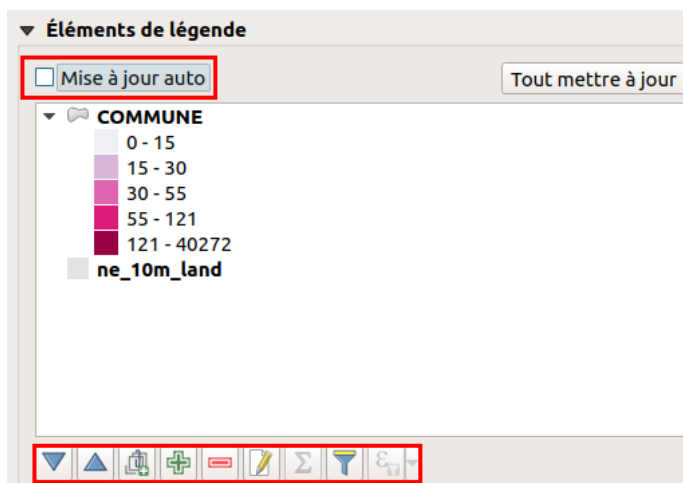 Éléments de légende
Mise à jour auto
Tout mettre à jour
COMMUNE
0 - 15
15 - 30
30 - 55
55 - 121
121 - 40272
ne_10m_land
Σ ε